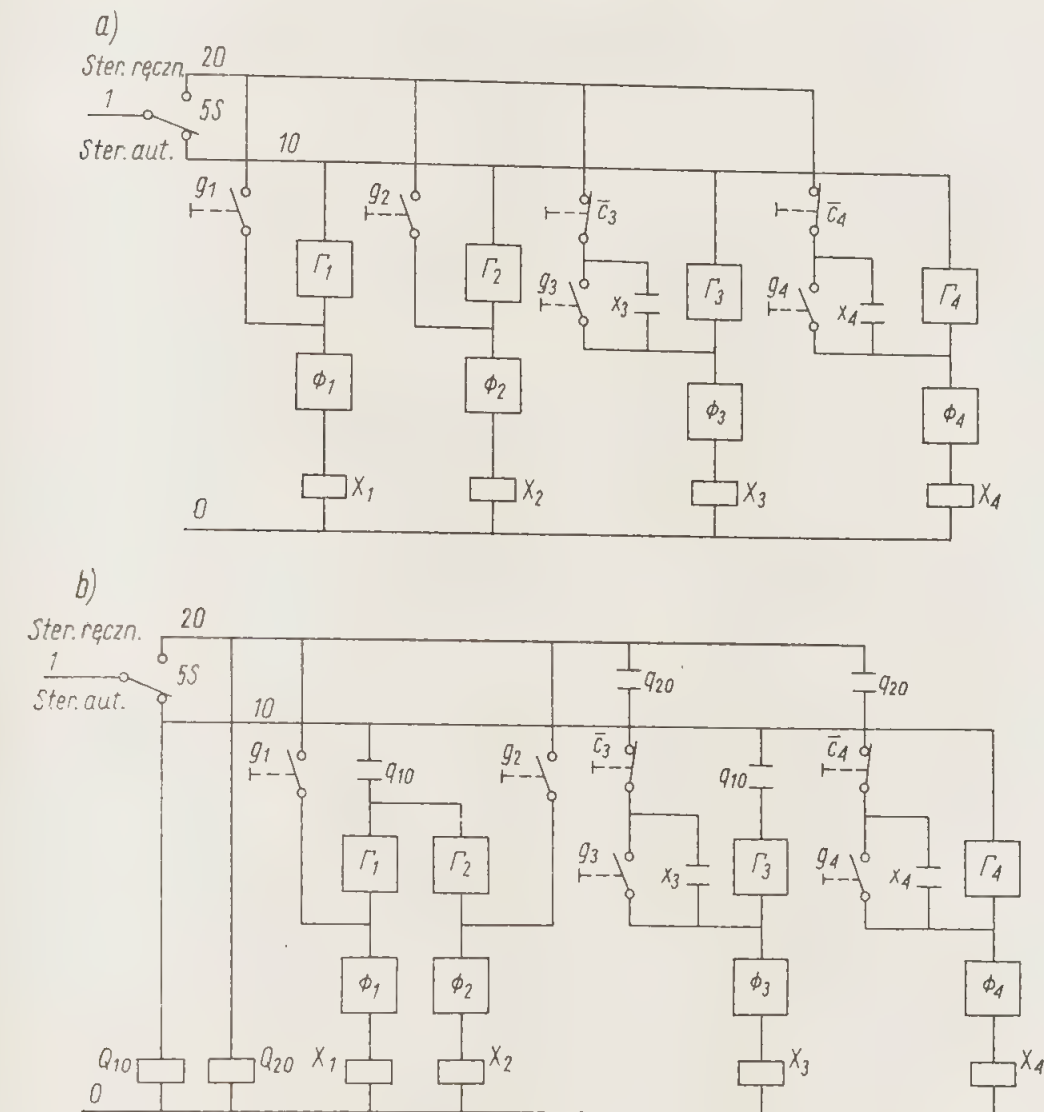 a)
Ster. ręczn.
20
1
5S
Ster. aut.
10
g1
g2
c̅3
c̅4
Γ1
Γ2
g3
x3
Γ3
g4
x4
Γ4
Φ1
Φ2
Φ3
Φ4
X1
X2
X3
X4
0
b)
Ster. ręczn.
20
1
5S
Ster. aut.
q20
q20
10
g1
q10
g2
c̅3
q10
c̅4
Γ1
Γ2
g3
x3
Γ3
g4
x4
Γ4
Φ1
Φ2
Φ3
Φ4
Q10
Q20
X1
X2
X3
X4
0